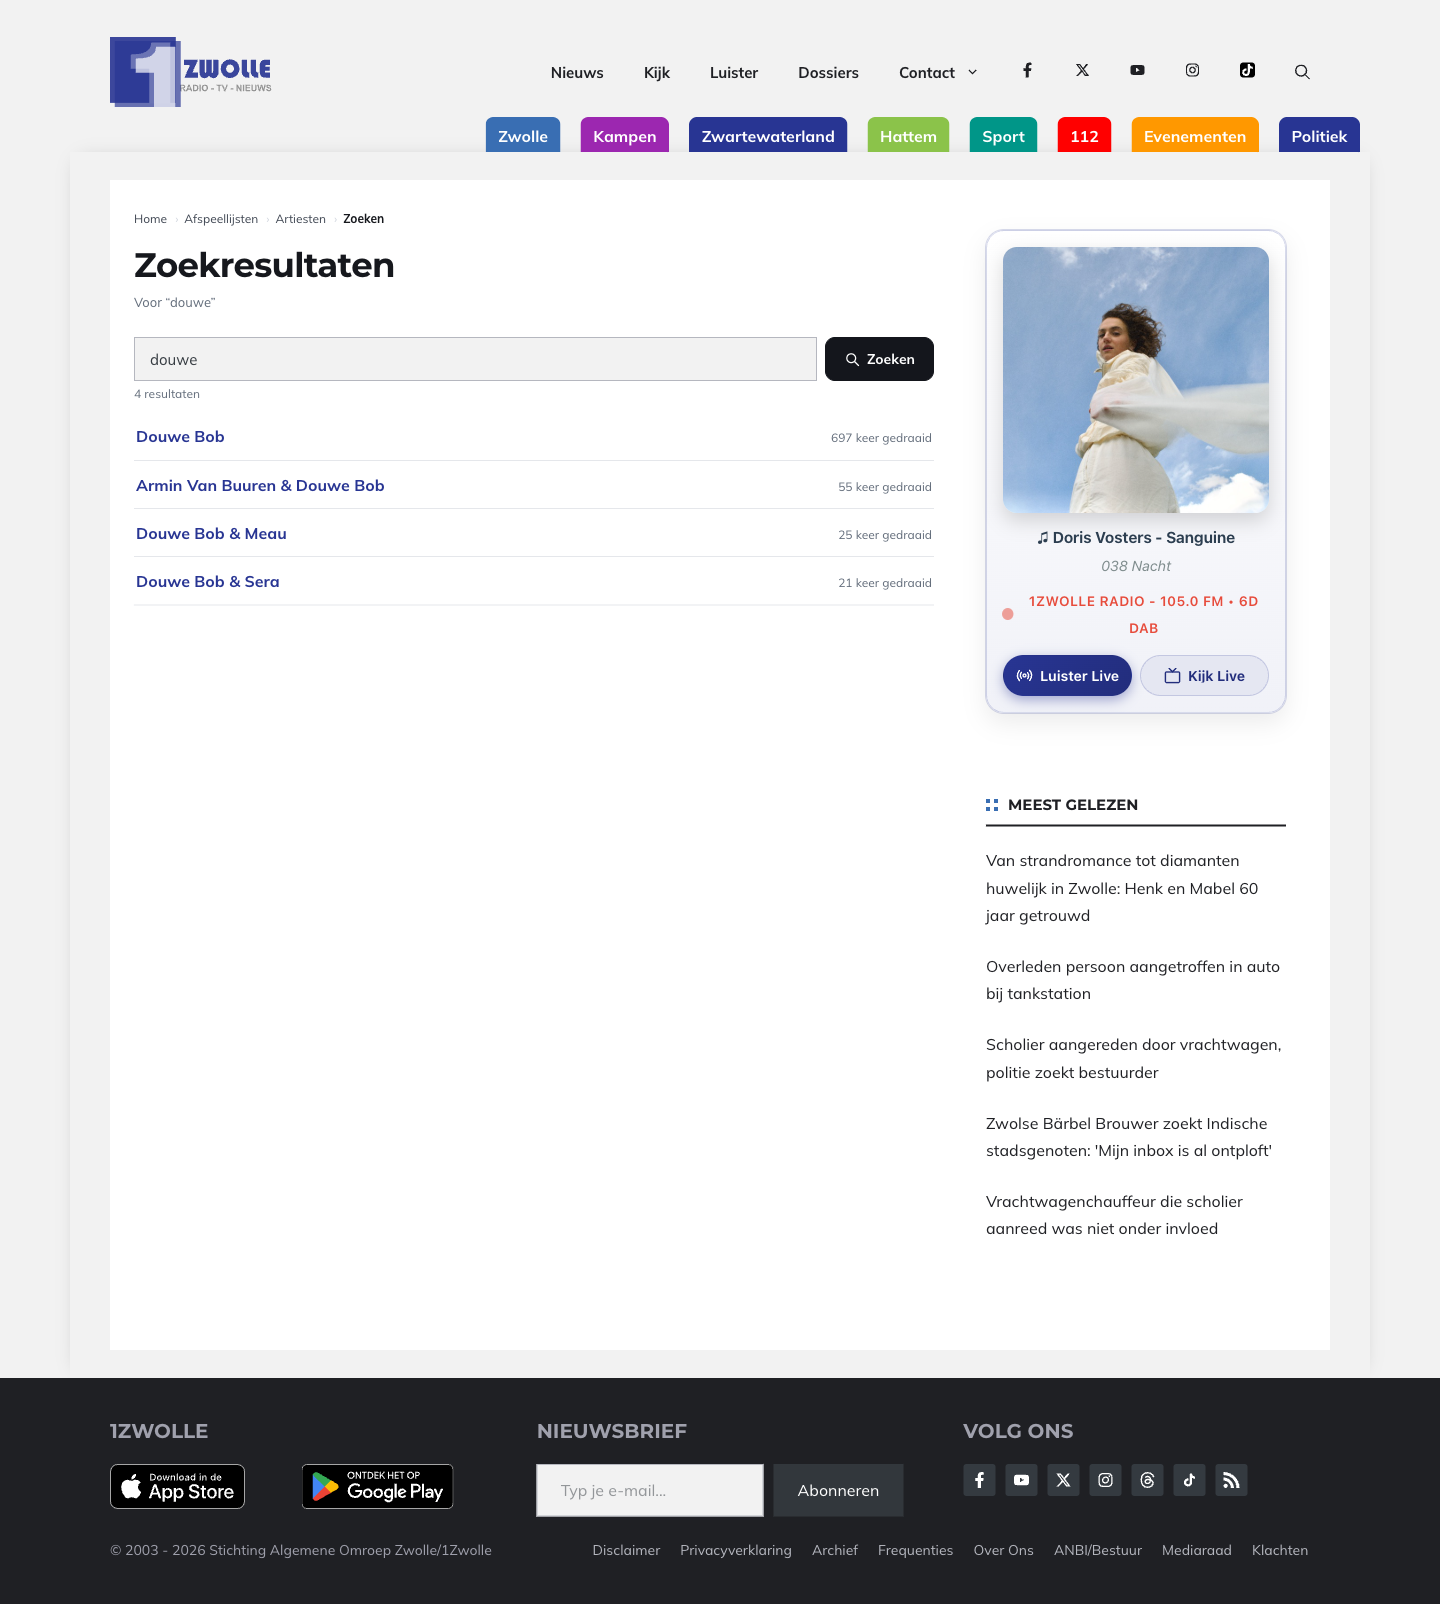 1 ZWOLLE
RADIO - TV - NIEUWS
Nieuws Kijk Luister Dossiers Contact
Zwolle Kampen Zwartewaterland Hattem Sport 112 Evenementen Politiek
Home › Afspeellijsten › Artiesten › Zoeken
Zoekresultaten
Voor “douwe”
douwe
Zoeken
4 resultaten
Douwe Bob 697 keer gedraaid
Armin Van Buuren & Douwe Bob 55 keer gedraaid
Douwe Bob & Meau 25 keer gedraaid
Douwe Bob & Sera 21 keer gedraaid
♫ Doris Vosters - Sanguine
038 Nacht
1ZWOLLE RADIO - 105.0 FM • 6D
DAB
Luister Live Kijk Live
MEEST GELEZEN
Van strandromance tot diamanten
huwelijk in Zwolle: Henk en Mabel 60
jaar getrouwd
Overleden persoon aangetroffen in auto
bij tankstation
Scholier aangereden door vrachtwagen,
politie zoekt bestuurder
Zwolse Bärbel Brouwer zoekt Indische
stadsgenoten: 'Mijn inbox is al ontploft'
Vrachtwagenchauffeur die scholier
aanreed was niet onder invloed
1ZWOLLE
Download in de
App Store
ONTDEK HET OP
Google Play
NIEUWSBRIEF
Typ je e-mail...
Abonneren
VOLG ONS
© 2003 - 2026 Stichting Algemene Omroep Zwolle/1Zwolle
Disclaimer Privacyverklaring Archief Frequenties Over Ons ANBI/Bestuur Mediaraad Klachten